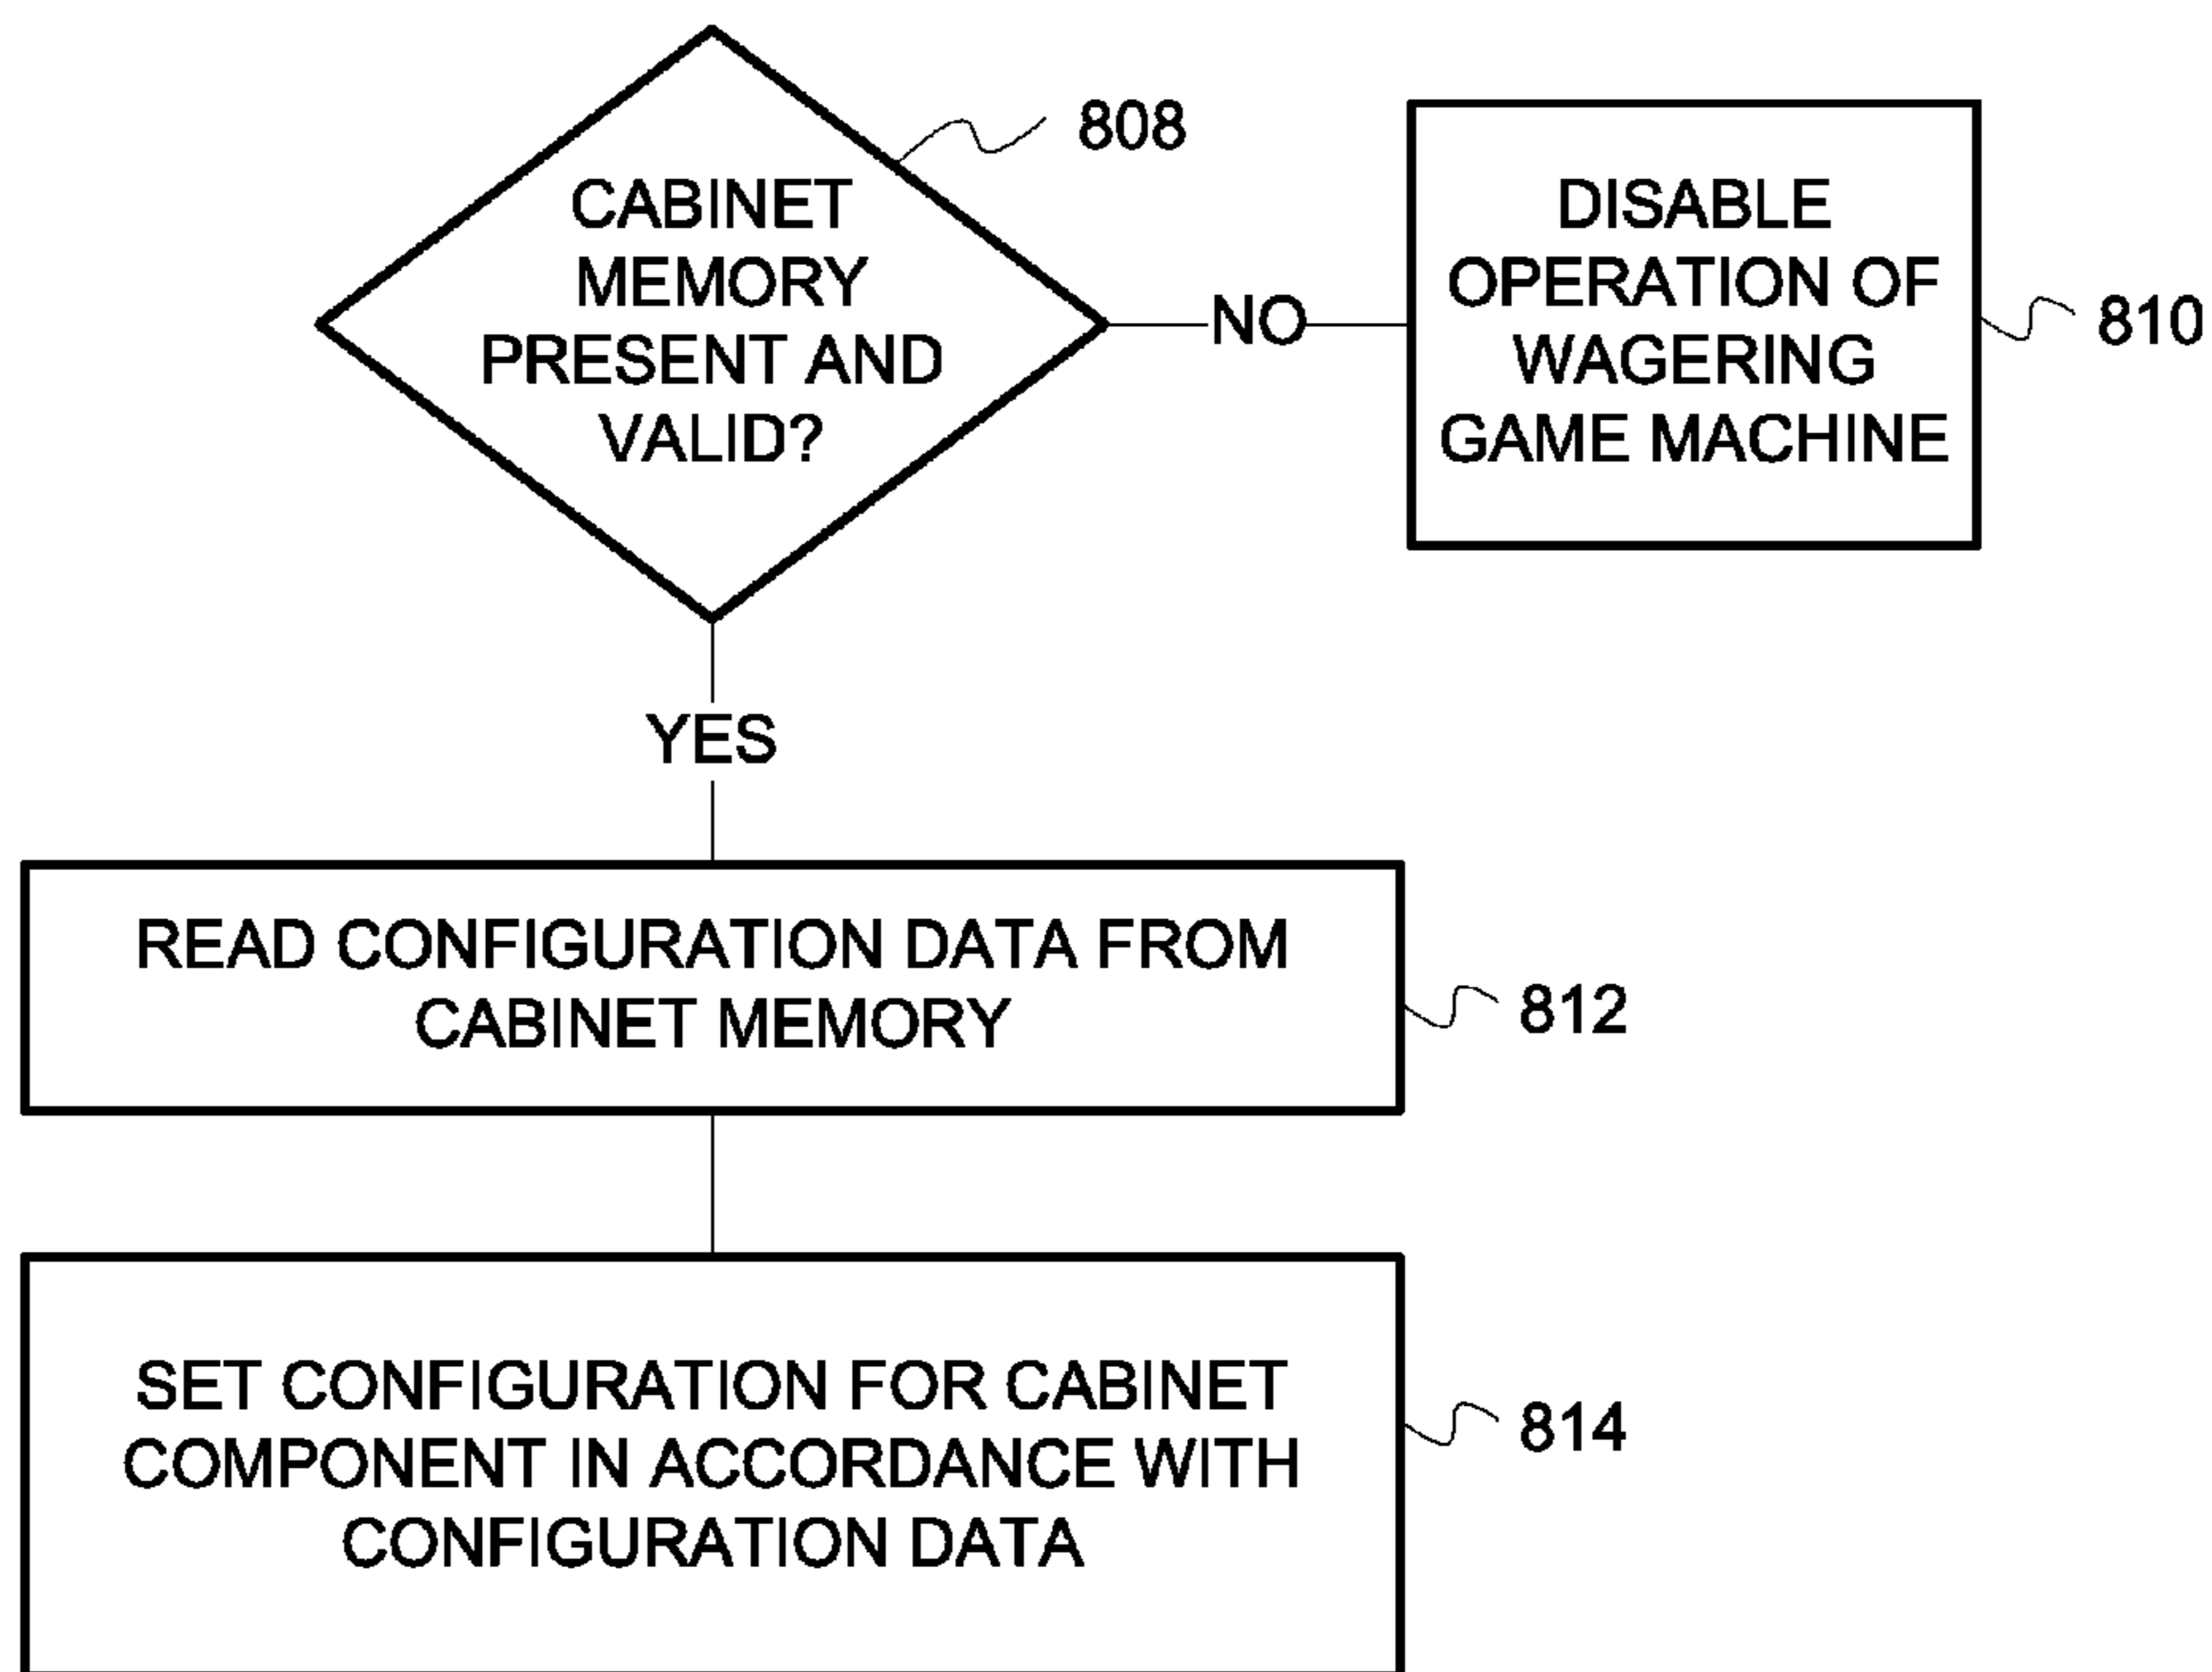 808
CABINET
MEMORY
PRESENT AND
VALID?
NO
DISABLE
OPERATION OF
WAGERING
GAME MACHINE
810
YES
READ CONFIGURATION DATA FROM
CABINET MEMORY
812
SET CONFIGURATION FOR CABINET
COMPONENT IN ACCORDANCE WITH
CONFIGURATION DATA
814